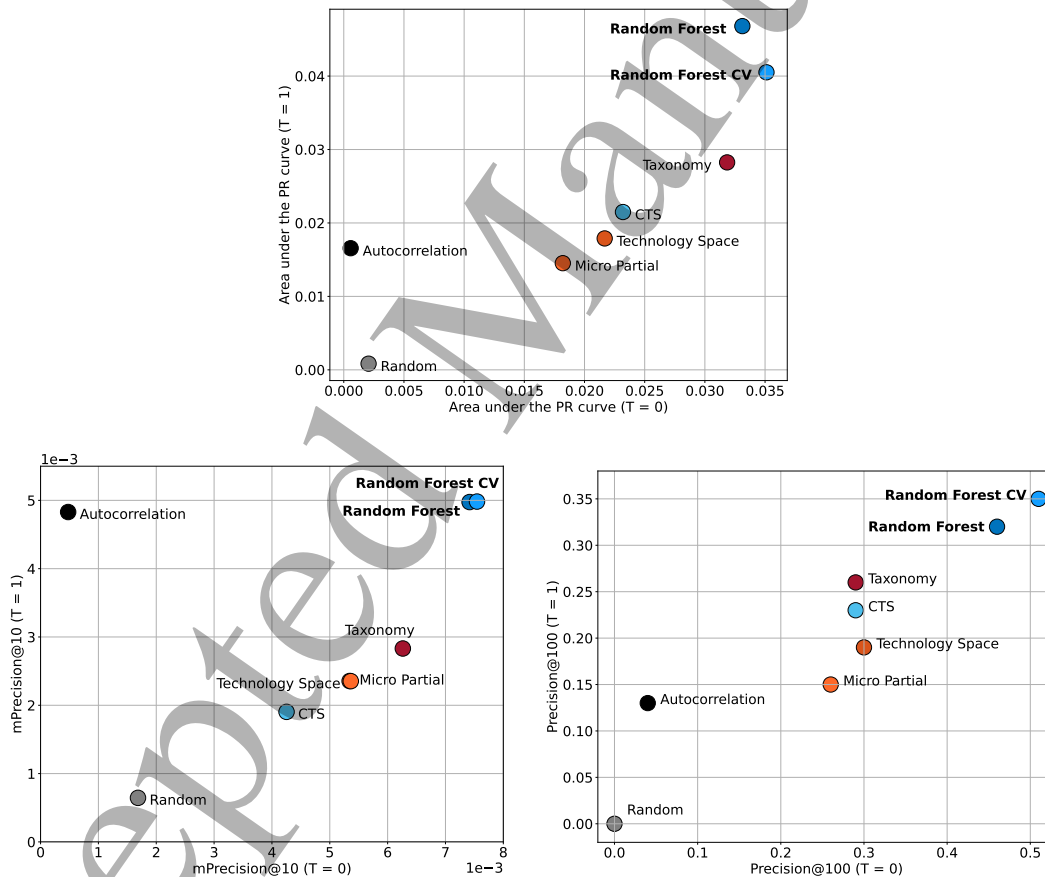 Random Forest
Random Forest CV
Taxonomy
CTS
Technology Space
Autocorrelation
Micro Partial
Random
0.04
0.03
0.02
0.01
0.00
Area under the PR curve (T = 1)
0.000 0.005 0.010 0.015 0.020 0.025 0.030 0.035
Area under the PR curve (T = 0)
1e−3
Random Forest CV
Random Forest
Autocorrelation
Taxonomy
Technology Space
Micro Partial
CTS
Random
5
4
3
2
1
0
mPrecision@10 (T = 1)
0 1 2 3 4 5 6 7 8
mPrecision@10 (T = 0)
1e−3
Random Forest CV
Random Forest
Taxonomy
CTS
Technology Space
Micro Partial
Autocorrelation
Random
0.35
0.30
0.25
0.20
0.15
0.10
0.05
0.00
Precision@100 (T = 1)
0.0 0.1 0.2 0.3 0.4 0.5
Precision@100 (T = 0)
epted Manu